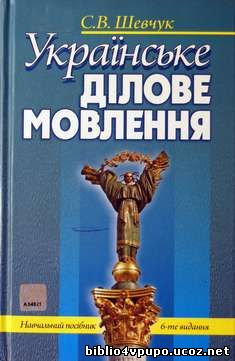 С.В. Шевчук
Українське
ДІЛОВЕ
МОВЛЕННЯ
Навчальний посібник
6-те видання
biblio4vpupo.ucoz.net